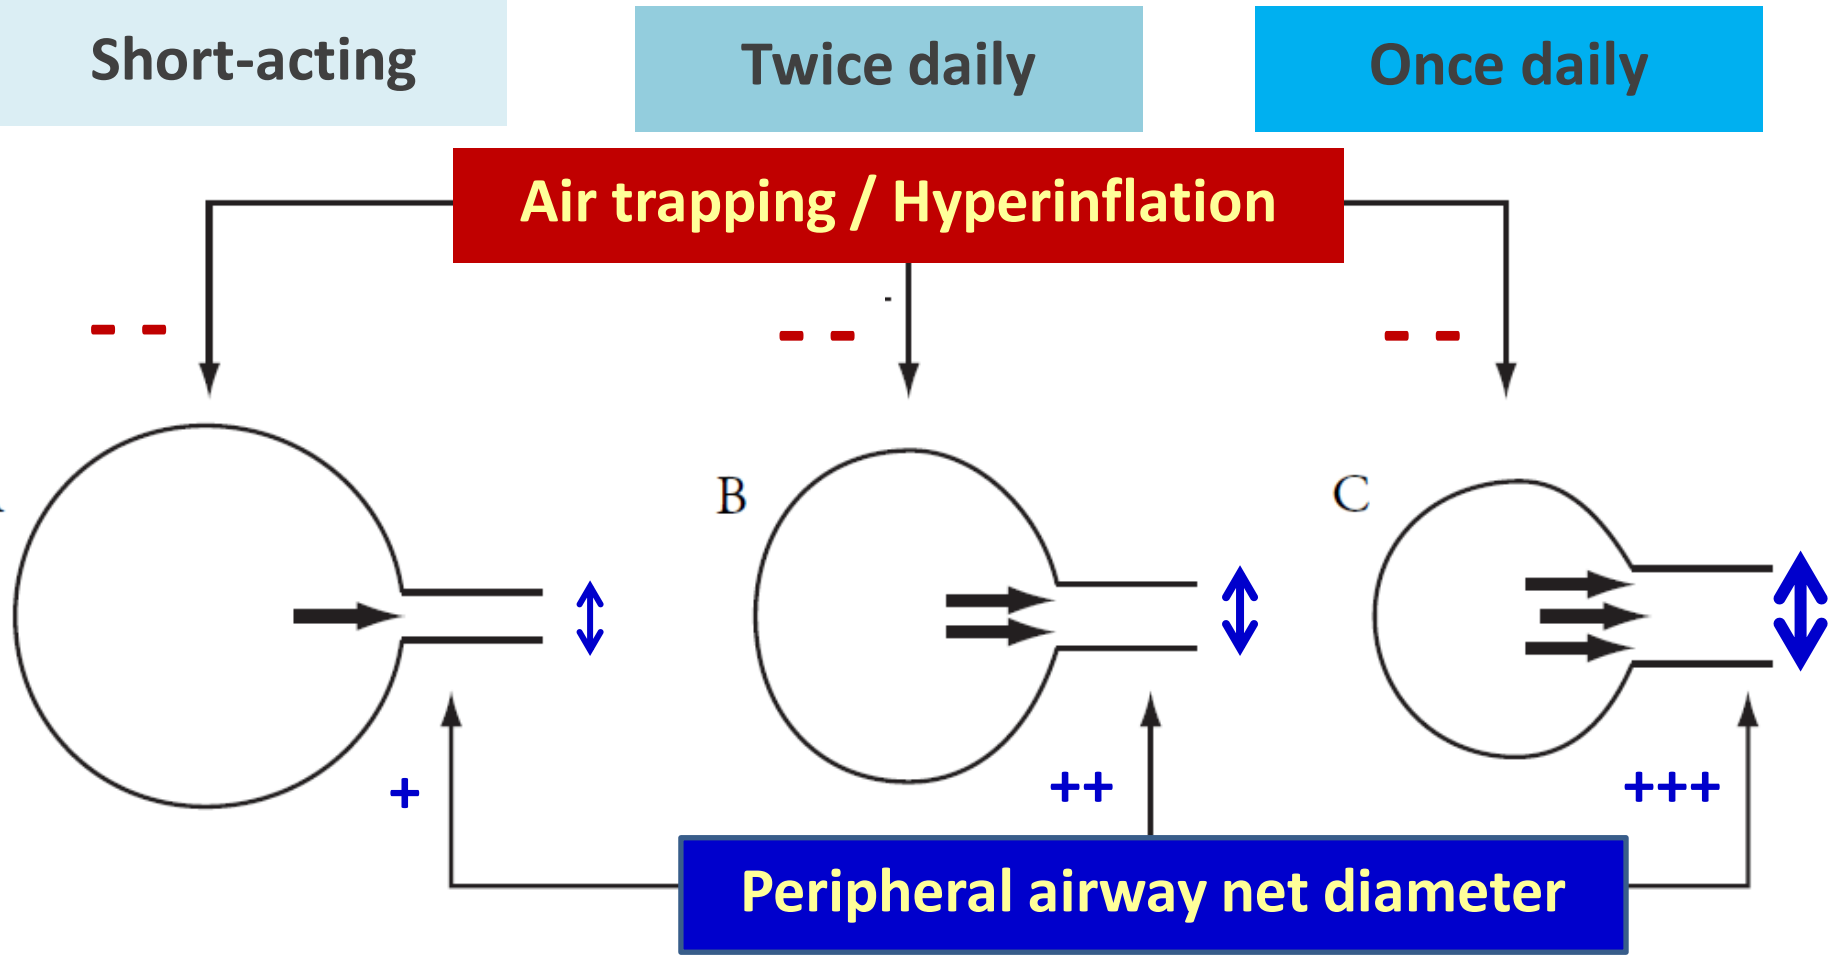 Short-acting
Twice daily
Once daily
Air trapping / Hyperinflation
- -
-
- -
- -
B
C
+
++
+++
Peripheral airway net diameter